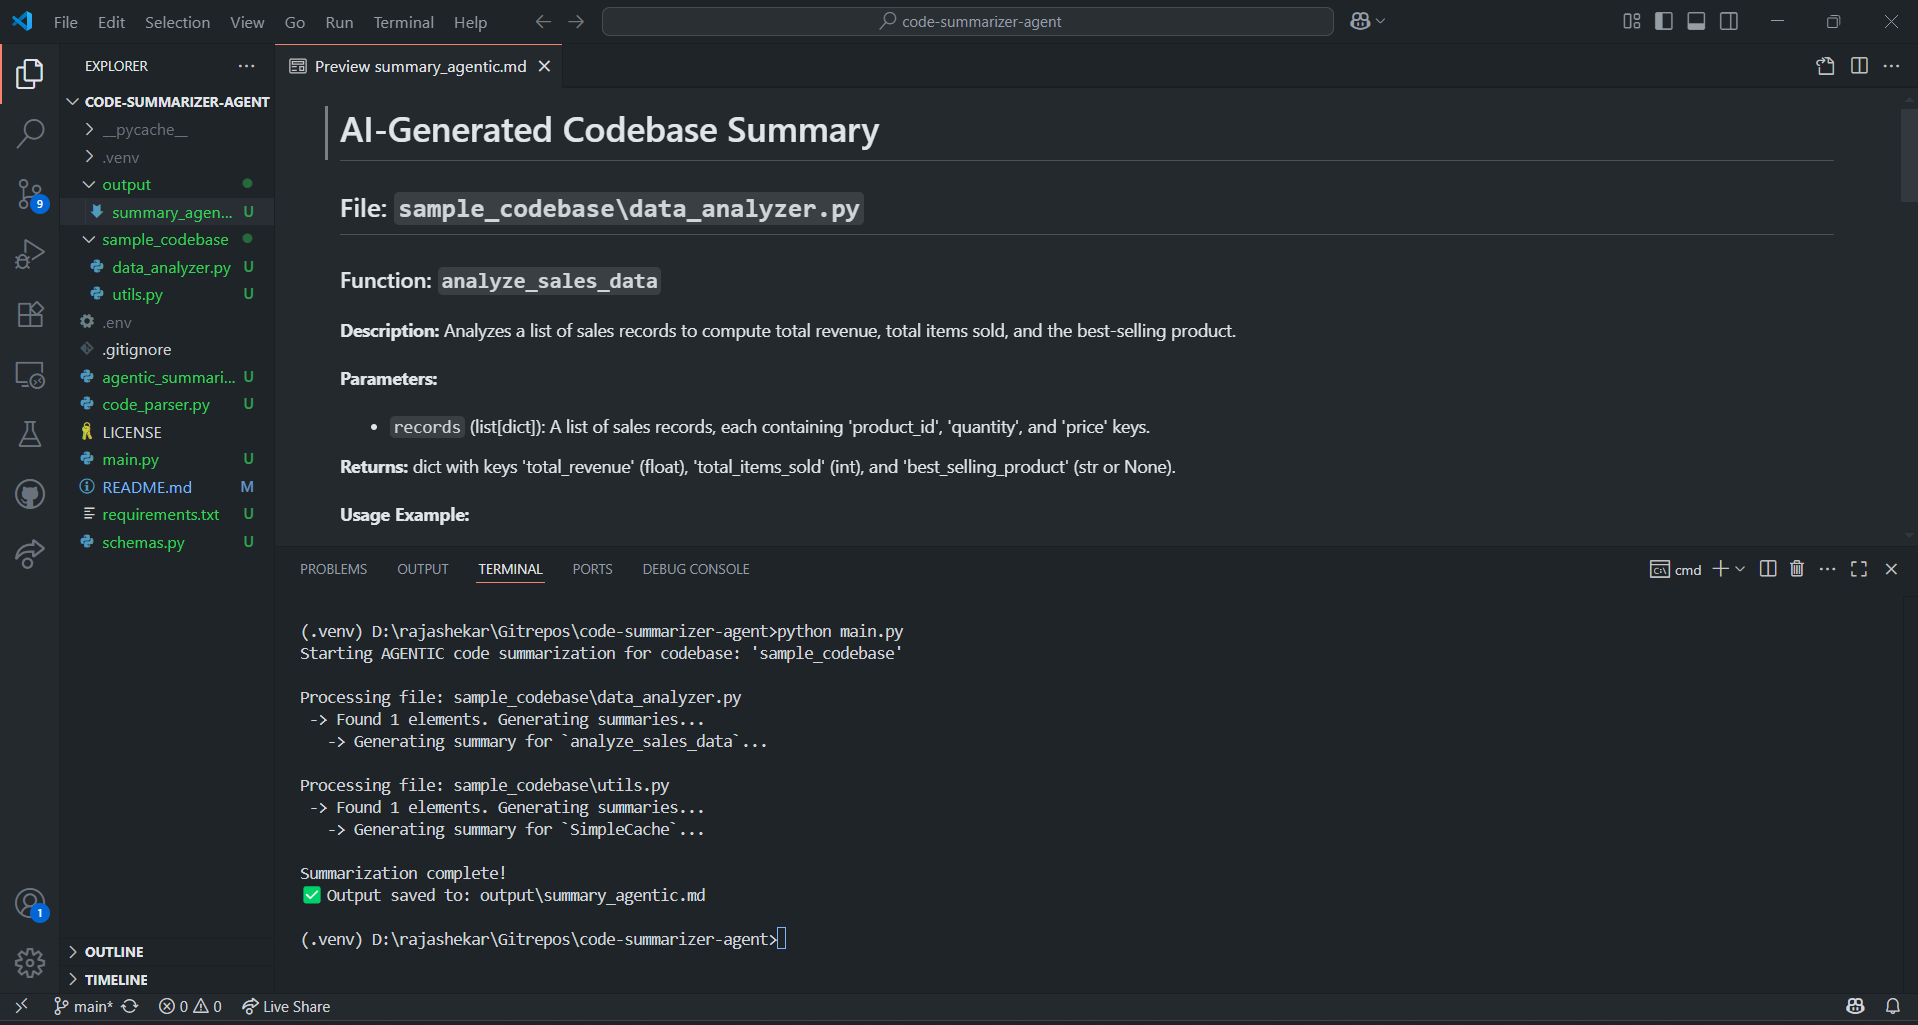 File Edit Selection View Go Run Terminal Help
code-summarizer-agent
EXPLORER
CODE-SUMMARIZER-AGENT
__pycache__
.venv
output
summary_agen... U
sample_codebase
data_analyzer.py U
utils.py U
.env
.gitignore
agentic_summari... U
code_parser.py U
LICENSE
main.py U
README.md M
requirements.txt U
schemas.py U
OUTLINE
TIMELINE
9
1
Preview summary_agentic.md
AI-Generated Codebase Summary
File: sample_codebase\data_analyzer.py
Function: analyze_sales_data
Description: Analyzes a list of sales records to compute total revenue, total items sold, and the best-selling product.
Parameters:
• records (list[dict]): A list of sales records, each containing 'product_id', 'quantity', and 'price' keys.
Returns: dict with keys 'total_revenue' (float), 'total_items_sold' (int), and 'best_selling_product' (str or None).
Usage Example:
PROBLEMS OUTPUT TERMINAL PORTS DEBUG CONSOLE
cmd
(.venv) D:\rajashekar\Gitrepos\code-summarizer-agent>python main.py
Starting AGENTIC code summarization for codebase: 'sample_codebase'
Processing file: sample_codebase\data_analyzer.py
-> Found 1 elements. Generating summaries...
-> Generating summary for `analyze_sales_data`...
Processing file: sample_codebase\utils.py
-> Found 1 elements. Generating summaries...
-> Generating summary for `SimpleCache`...
Summarization complete!
✅ Output saved to: output\summary_agentic.md
(.venv) D:\rajashekar\Gitrepos\code-summarizer-agent>
main* 0 0 Live Share